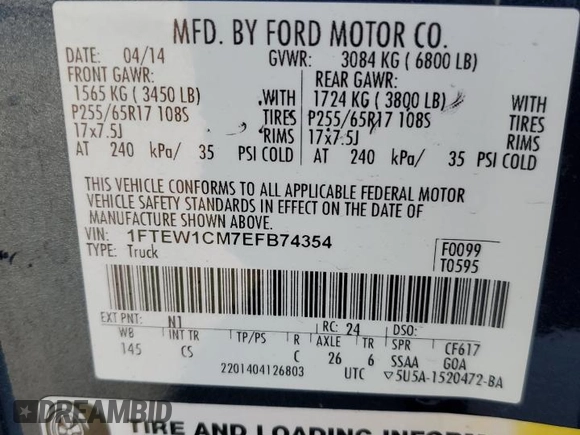 MFD. BY FORD MOTOR CO.
DATE: 04/14 GVWR: 3084 KG ( 6800 LB)
FRONT GAWR: REAR GAWR:
1565 KG ( 3450 LB) WITH 1724 KG ( 3800 LB) WITH
P255/65R17 108S TIRES P255/65R17 108S TIRES
17x7.5J RIMS 17x7.5J RIMS
AT 240 kPa/ 35 PSI COLD AT 240 kPa/ 35 PSI COLD
THIS VEHICLE CONFORMS TO ALL APPLICABLE FEDERAL MOTOR
VEHICLE SAFETY STANDARDS IN EFFECT ON THE DATE OF
MANUFACTURE SHOWN ABOVE.
VIN: 1FTEW1CM7EFB74354
TYPE: Truck
F0099
T0595
EXT PNT: N1 RC: 24 DSO:
WB INT TR TP/PS R AXLE TR SPR CF617
145 CS C 26 6 SSAA GOA
2201404126803 UTC ▽5U5A-1520472-BA
DREAMBID
TIRE AND LOADING INFORM